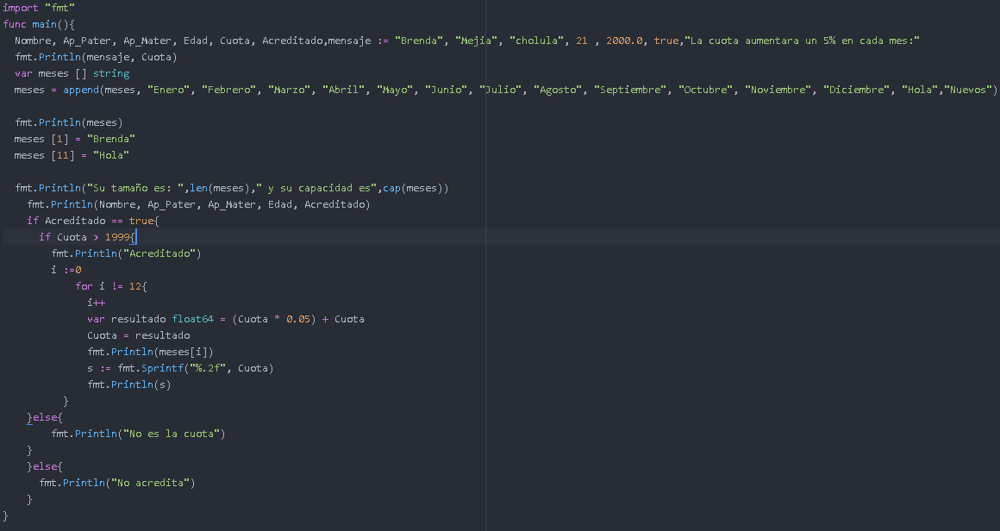 import "fmt"
func main(){
  Nombre, Ap_Pater, Ap_Mater, Edad, Cuota, Acreditado,mensaje := "Brenda", "Mejia", "cholula", 21 , 2000.0, true,"La cuota aumentara un 5% en cada mes:"
  fmt.Println(mensaje, Cuota)
  var meses [] string
  meses = append(meses, "Enero", "Febrero", "Marzo", "Abril", "Mayo", "Junio", "Julio", "Agosto", "Septiembre", "Octubre", "Noviembre", "Diciembre", "Hola","Nuevos")
  fmt.Println(meses)
  meses [1] = "Brenda"
  meses [11] = "Hola"
  fmt.Println("Su tamaño es: ",len(meses)," y su capacidad es",cap(meses))
    fmt.Println(Nombre, Ap_Pater, Ap_Mater, Edad, Acreditado)
    if Acreditado == true{
      if Cuota > 1999{
        fmt.Println("Acreditado")
        i :=0
            for i != 12{
              i++
              var resultado float64 = (Cuota * 0.05) + Cuota
              Cuota = resultado
              fmt.Println(meses[i])
              s := fmt.Sprintf("%.2f", Cuota)
              fmt.Println(s)
          }
    }else{
        fmt.Println("No es la cuota")
    }
    }else{
      fmt.Println("No acredita")
    }
}